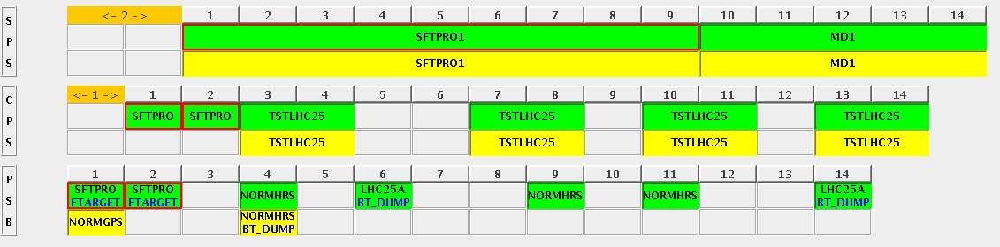 S P S
<- 2 -> 1 2 3 4 5 6 7 8 9 10 11 12 13 14
SFTPRO1 MD1
SFTPRO1 MD1
C P S
<- 1 -> 1 2 3 4 5 6 7 8 9 10 11 12 13 14
SFTPRO SFTPRO TSTLHC25 TSTLHC25 TSTLHC25 TSTLHC25
TSTLHC25 TSTLHC25 TSTLHC25 TSTLHC25
P S B
1 2 3 4 5 6 7 8 9 10 11 12 13 14
SFTPRO SFTPRO NORMHRS LHC25A NORMHRS NORMHRS LHC25A
FTARGET FTARGET BT_DUMP BT_DUMP
NORMGPS NORMHRS
BT_DUMP